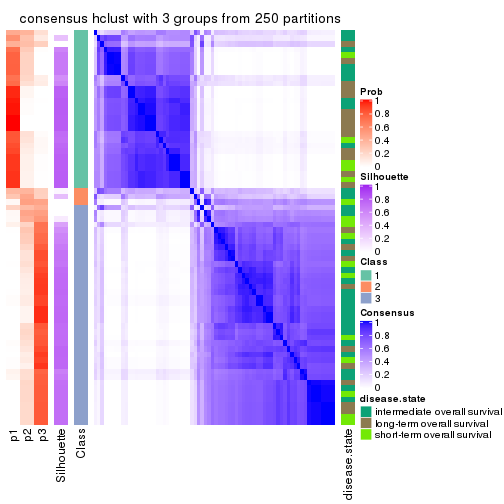 consensus hclust with 3 groups from 250 partitions
Prob
1
0.8
0.6
0.4
0.2
0
Silhouette
1
0.8
0.6
0.4
0.2
0
Class
1
2
3
Consensus
1
0.8
0.6
0.4
0.2
0
disease.state
intermediate overall survival
long-term overall survival
short-term overall survival
p1
p2
p3
Silhouette
Class
disease.state